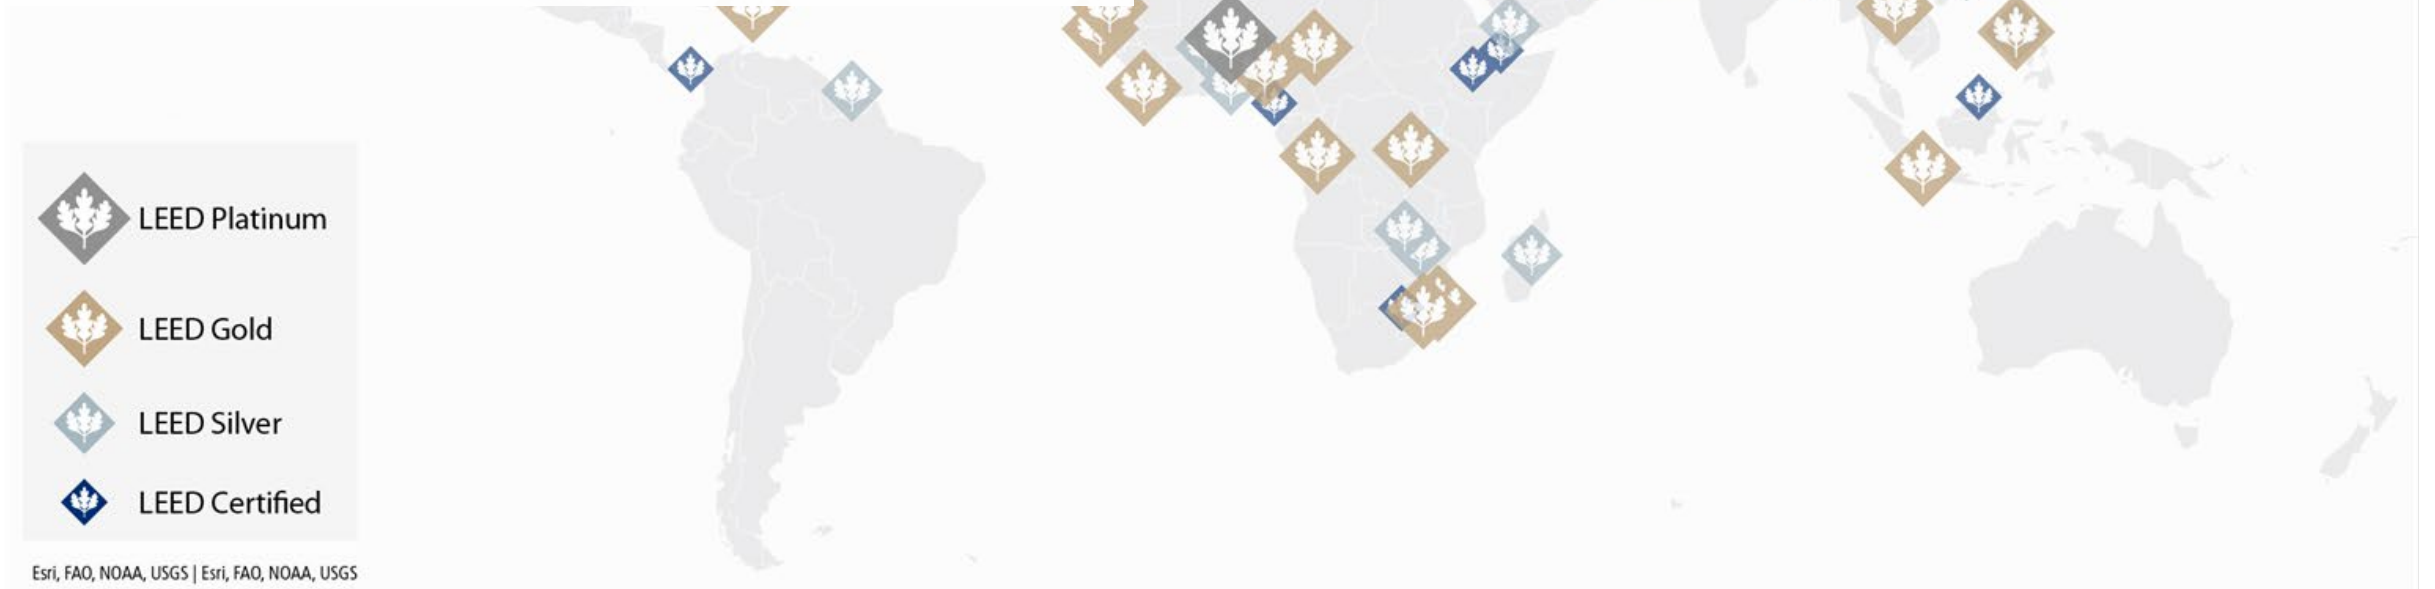 LEED Platinum
LEED Gold
LEED Silver
LEED Certified
Esri, FAO, NOAA, USGS | Esri, FAO, NOAA, USGS